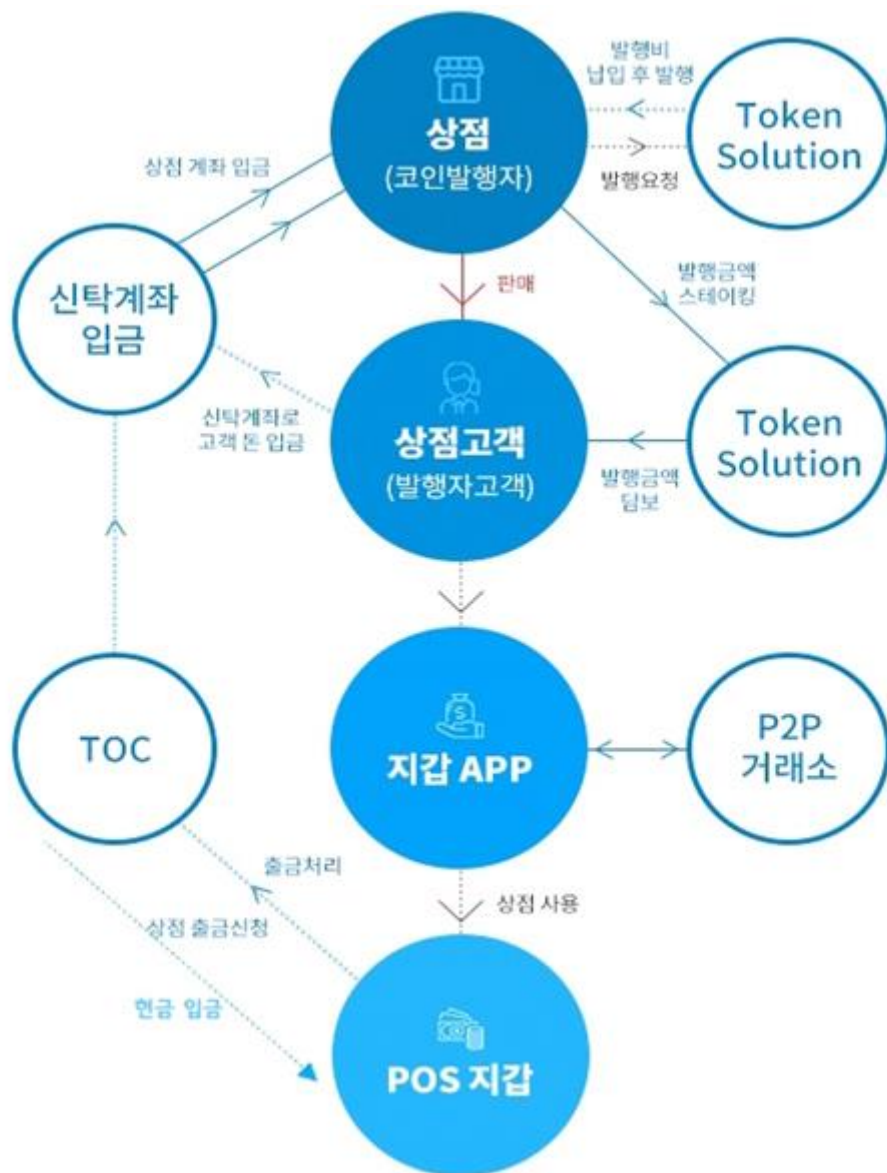 발행비
납입 후 발행
Token
Solution
상점
(코인발행자)
발행요청
상점 계좌 입금
신탁계좌
입금
판매
발행금액
스테이킹
신탁계좌로
고객 돈 입금
상점고객
(발행자고객)
Token
Solution
발행금액
딤보
TOC
지갑 APP
P2P
거래소
출금처리
상점 사용
상점 출금신청
현금 입금
POS 지갑